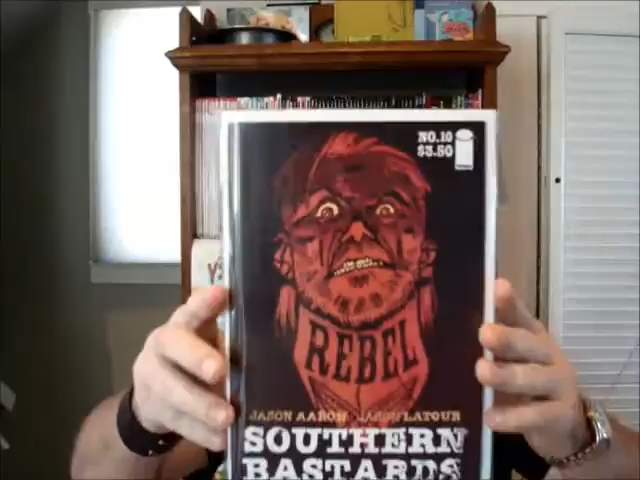 NO.10
$3.50
REBEL
JASON AARON JASON LATOUR
SOUTHERN
BASTARDS